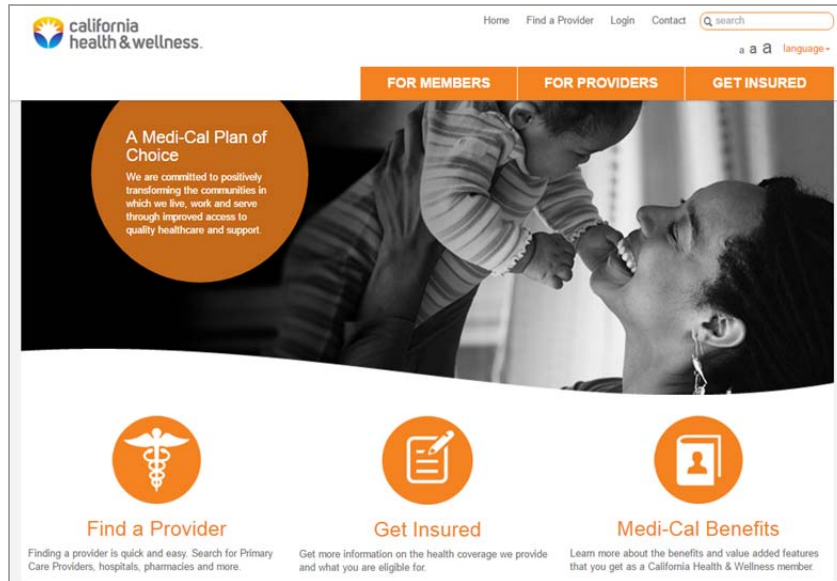 california
health & wellness.
Home Find a Provider Login Contact search
a a a language
FOR MEMBERS FOR PROVIDERS GET INSURED
A Medi-Cal Plan of
Choice
We are committed to positively
transforming the communities in
which we live, work and serve
through improved access to
quality healthcare and support.
Find a Provider
Finding a provider is quick and easy. Search for Primary
Care Providers, hospitals, pharmacies and more.
Get Insured
Get more information on the health coverage we provide
and what you are eligible for.
Medi-Cal Benefits
Learn more about the benefits and value added features
that you get as a California Health & Wellness member.